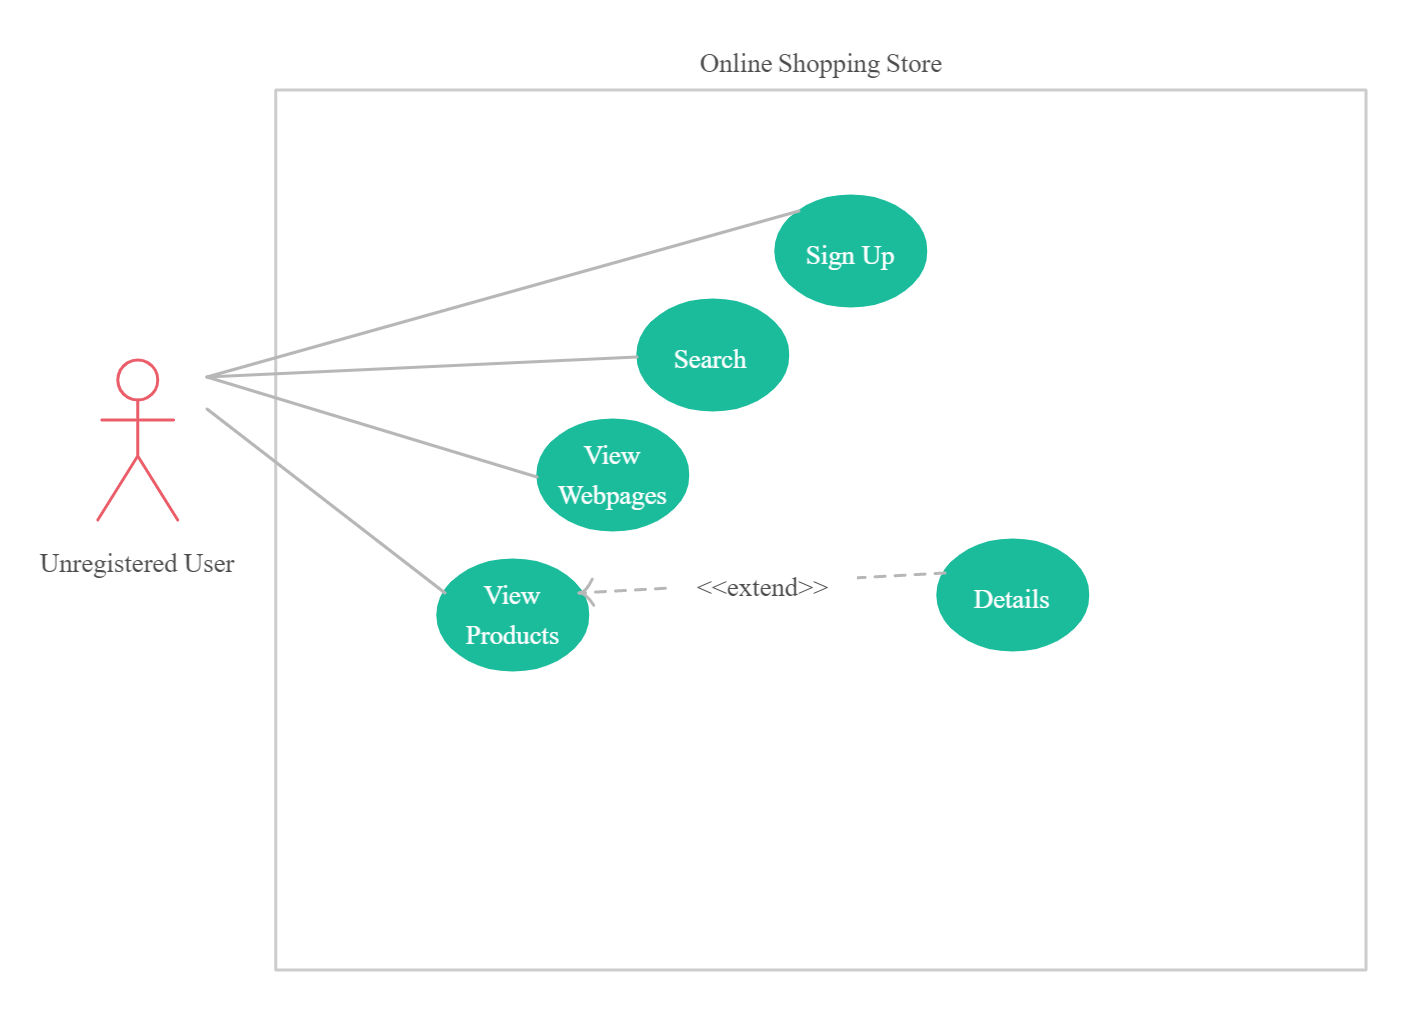 Online Shopping Store
Sign Up
Search
View
Webpages
Unregistered User
View
Products
<<extend>>
Details